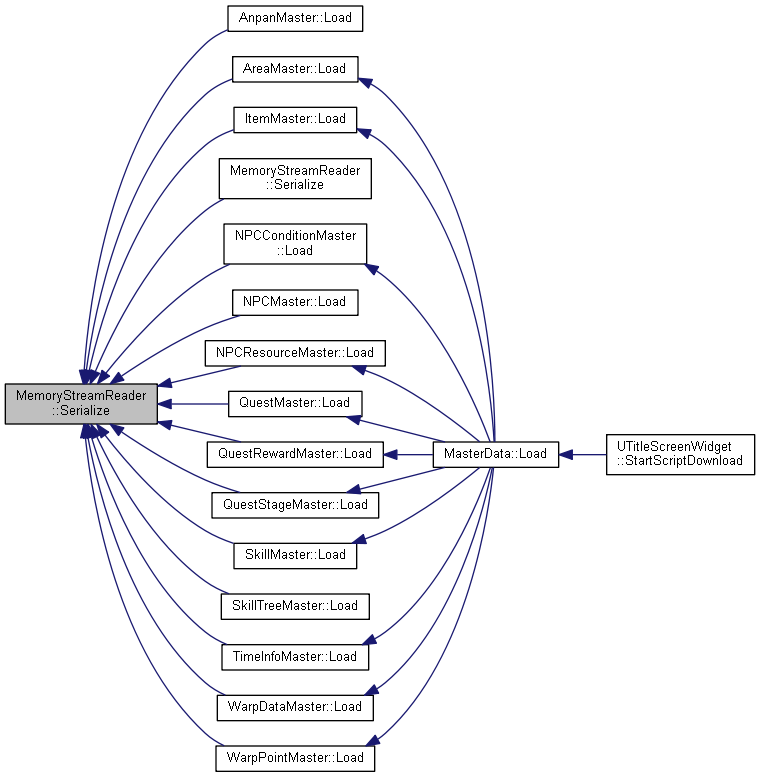 AnpanMaster::Load
AreaMaster::Load
ItemMaster::Load
MemoryStreamReader
::Serialize
NPCConditionMaster
::Load
NPCMaster::Load
NPCResourceMaster::Load
MemoryStreamReader
::Serialize
QuestMaster::Load
QuestRewardMaster::Load
MasterData::Load
UTitleScreenWidget
::StartScriptDownload
QuestStageMaster::Load
SkillMaster::Load
SkillTreeMaster::Load
TimeInfoMaster::Load
WarpDataMaster::Load
WarpPointMaster::Load